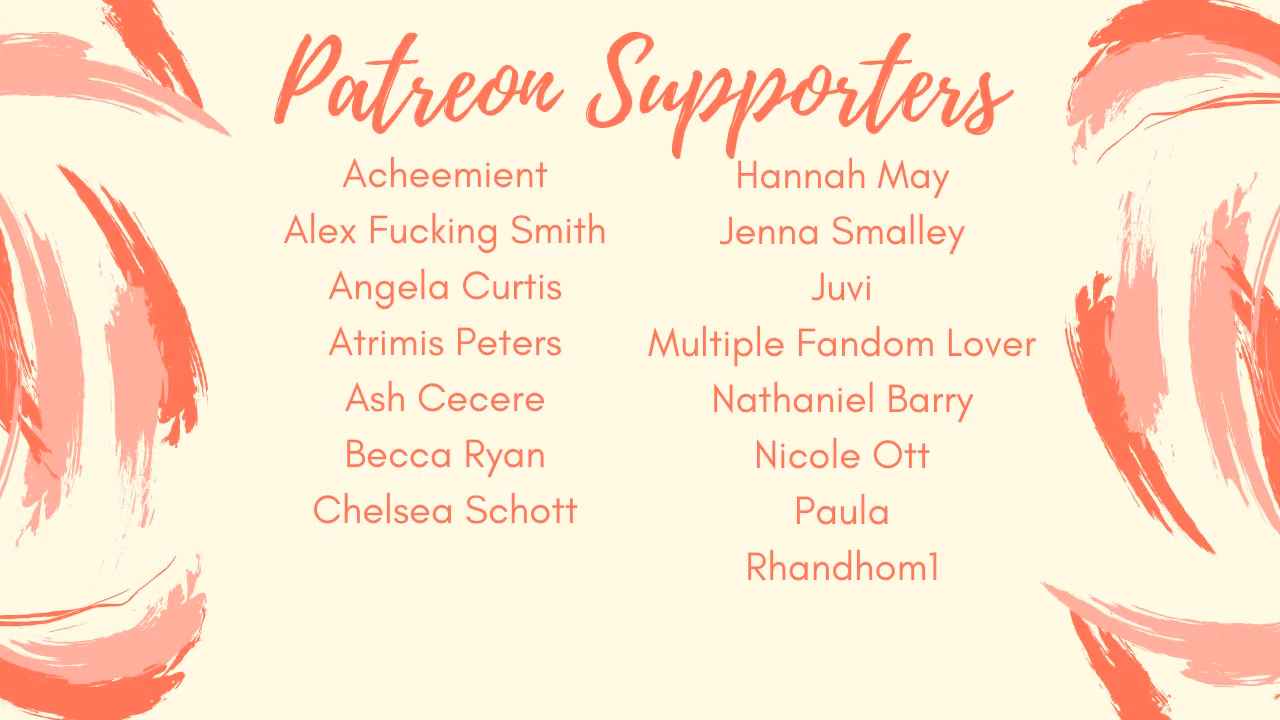 Patreon Supporters
Acheemient
Alex Fucking Smith
Angela Curtis
Atrimis Peters
Ash Cecere
Becca Ryan
Chelsea Schott
Hannah May
Jenna Smalley
Juvi
Multiple Fandom Lover
Nathaniel Barry
Nicole Ott
Paula
Rhandhom1